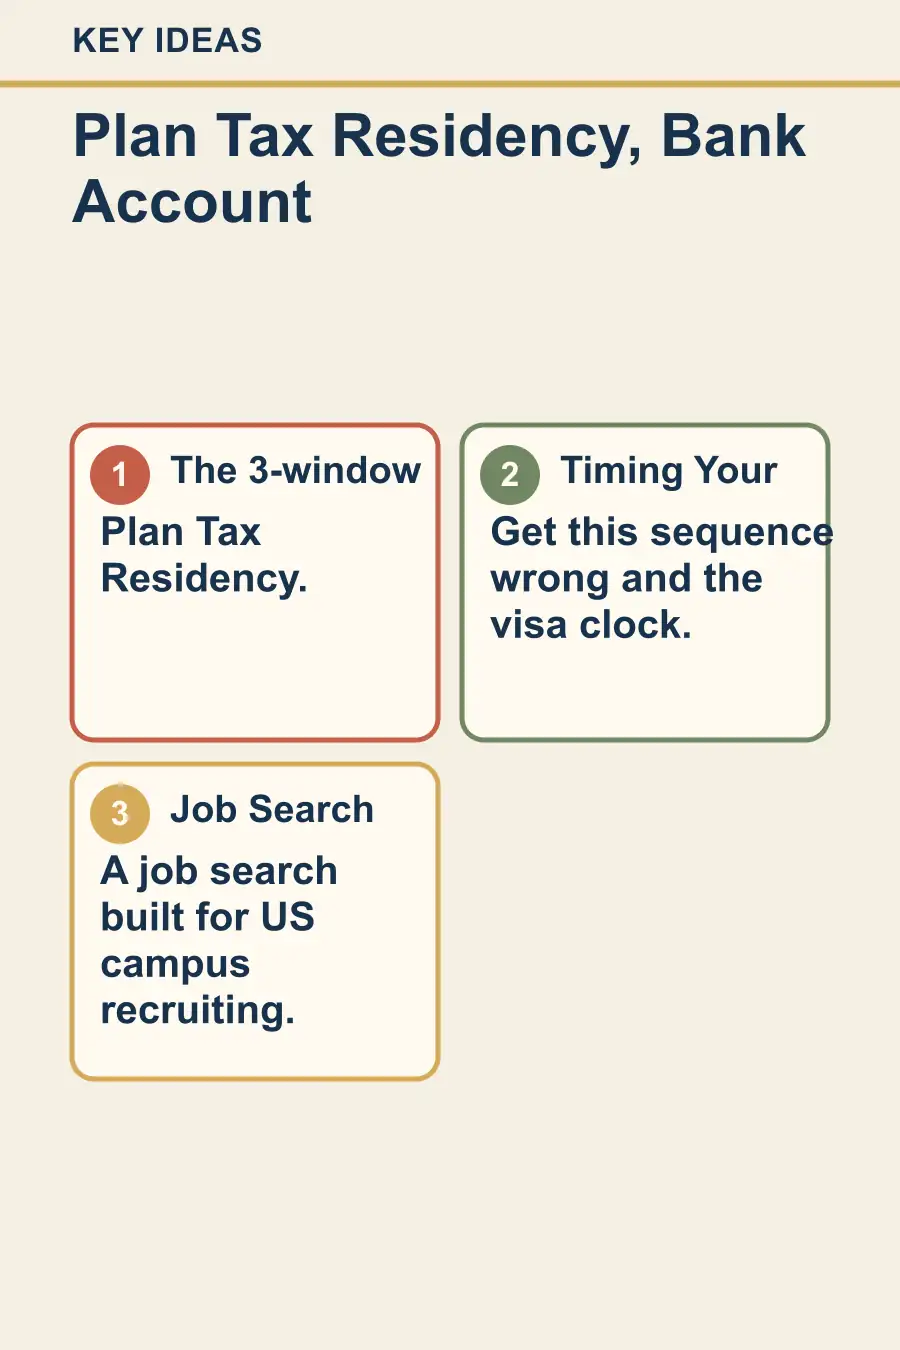 KEY IDEAS
Plan Tax Residency, Bank
Account
1
The 3-window
Plan Tax
Residency.
2
Timing Your
Get this sequence
wrong and the
visa clock.
3
Job Search
A job search
built for US
campus
recruiting.